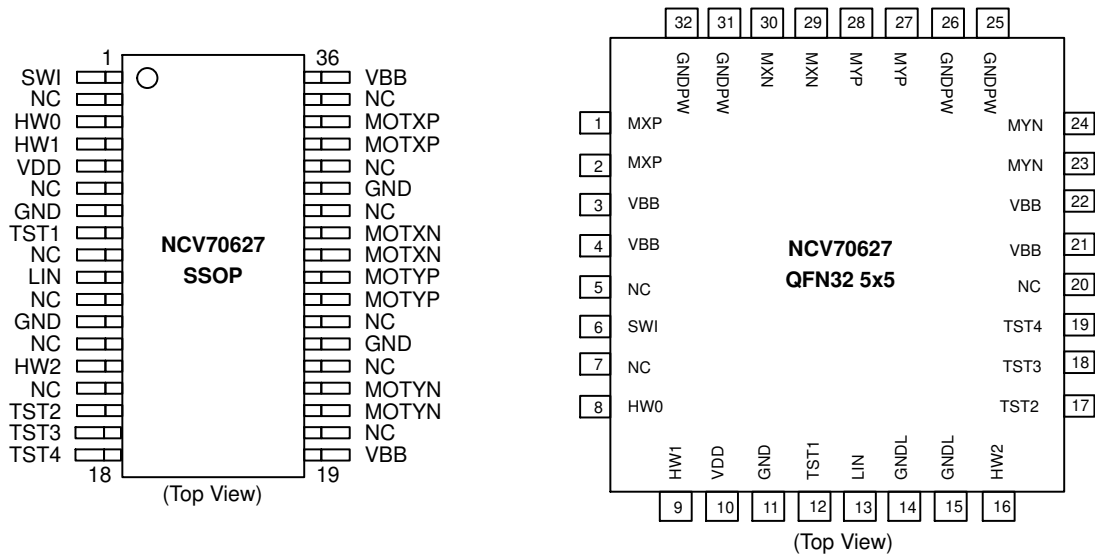 1 36
SWI VBB
NC NC
HW0 MOTXP
HW1 MOTXP
VDD NC
NC GND
GND NC
TST1 MOTXN
NC MOTXN
LIN MOTYP
NC MOTYP
GND NC
NC GND
HW2 NC
NC MOTYN
TST2 MOTYN
TST3 NC
TST4 VBB
18 19
NCV70627
SSOP
(Top View)
32 31 30 29 28 27 26 25
GNDPW GNDPW MXN MXN MYP MYP GNDPW GNDPW
1 MXP MYN 24
2 MXP MYN 23
3 VBB VBB 22
4 VBB VBB 21
5 NC NC 20
6 SWI TST4 19
7 NC TST3 18
8 HW0 TST2 17
NCV70627
QFN32 5x5
HW1 VDD GND TST1 LIN GNDL GNDL HW2
9 10 11 12 13 14 15 16
(Top View)